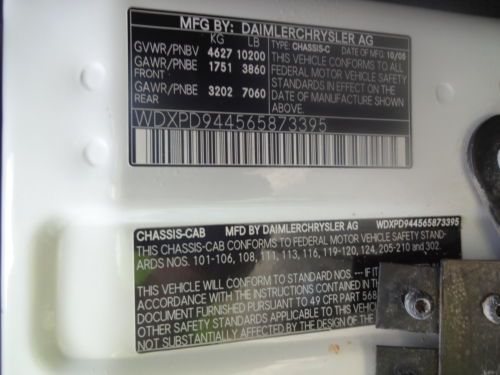 MFG BY: DAIMLERCHRYSLER AG
KG LB
GVWR/PNBV 4627 10200
GAWR/PNBE 1751 3860
FRONT
GAWR/PNBE 3202 7060
REAR
TYPE: CHASSIS-C DATE OF MFG. 10/05
THIS VEHICLE CONFORMS TO ALL
FEDERAL MOTOR VEHICLE SAFETY
STANDARDS IN EFFECT ON THE
DATE OF MANUFACTURE SHOWN
ABOVE.
WDXPD944565873395
CHASSIS-CAB MFD BY DAIMLERCHRYSLER AG WDXPD944565873395
THIS CHASSIS-CAB CONFORMS TO FEDERAL MOTOR VEHICLE SAFETY STAND-
ARDS NOS. 101-106, 108, 111, 113, 116, 119-120, 124, 205-210 and 302.
THIS VEHICLE WILL CONFORM TO STANDARD NOS. --- IF IT
ACCORDANCE WITH THE INSTRUCTIONS CONTAINED IN THE
DOCUMENT FURNISHED PURSUANT TO 49 CFR PART 568
OTHER SAFETY STANDARDS APPLICABLE TO THIS VEHICLE
NOT SUBSTANTIALLY AFFECTED BY THE DESIGN OF THE